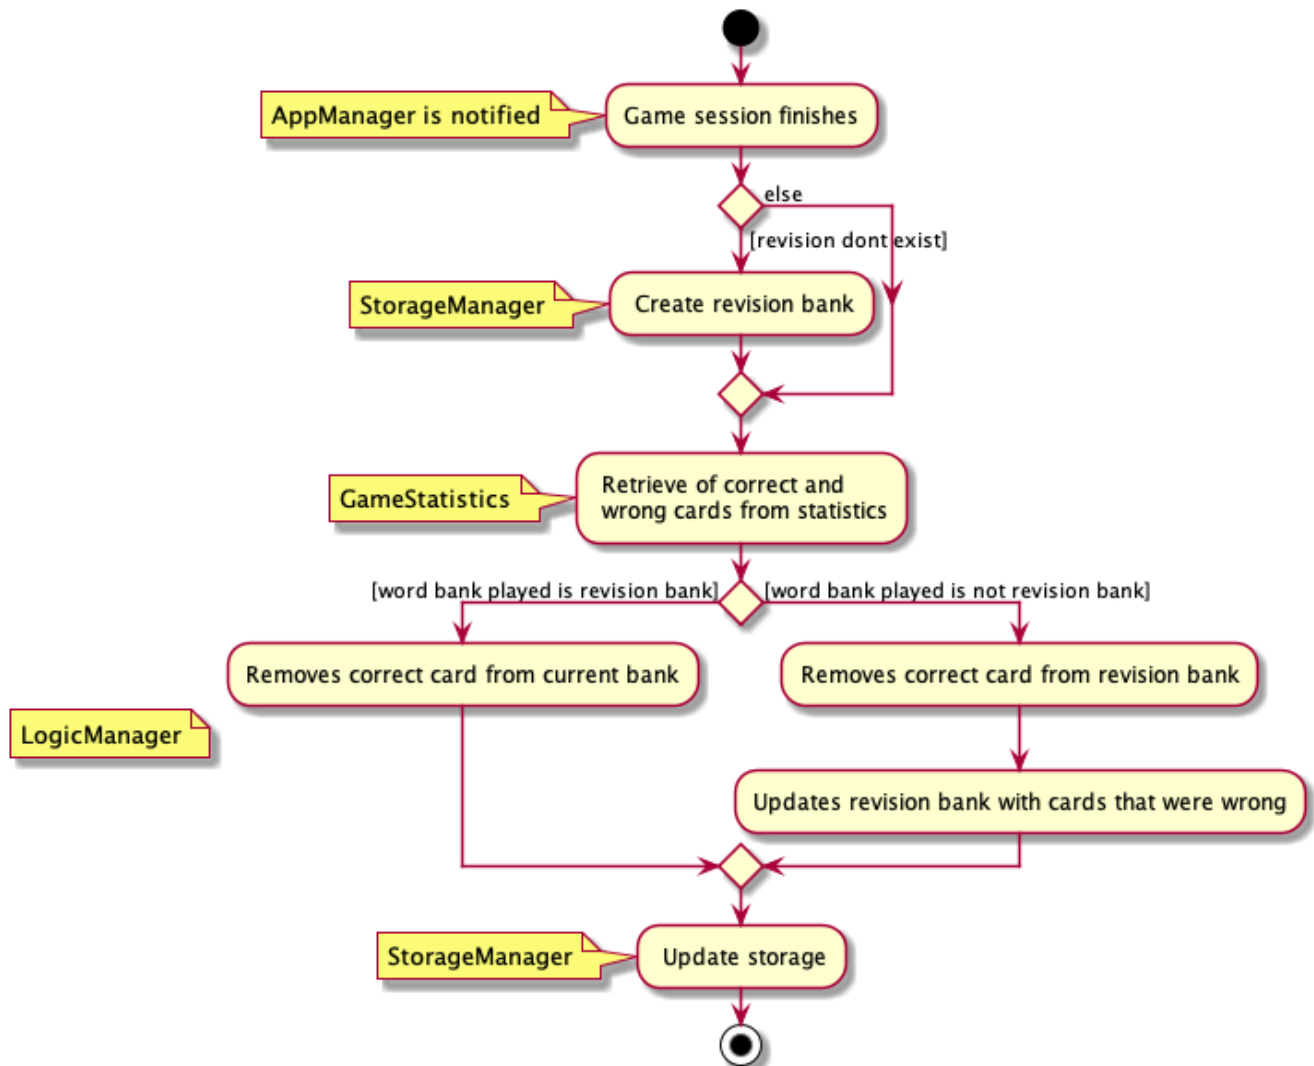 AppManager is notified
Game session finishes
else
[revision dont exist]
StorageManager
Create revision bank
GameStatistics
Retrieve of correct and
wrong cards from statistics
[word bank played is revision bank]
[word bank played is not revision bank]
Removes correct card from current bank
Removes correct card from revision bank
LogicManager
Updates revision bank with cards that were wrong
StorageManager
Update storage